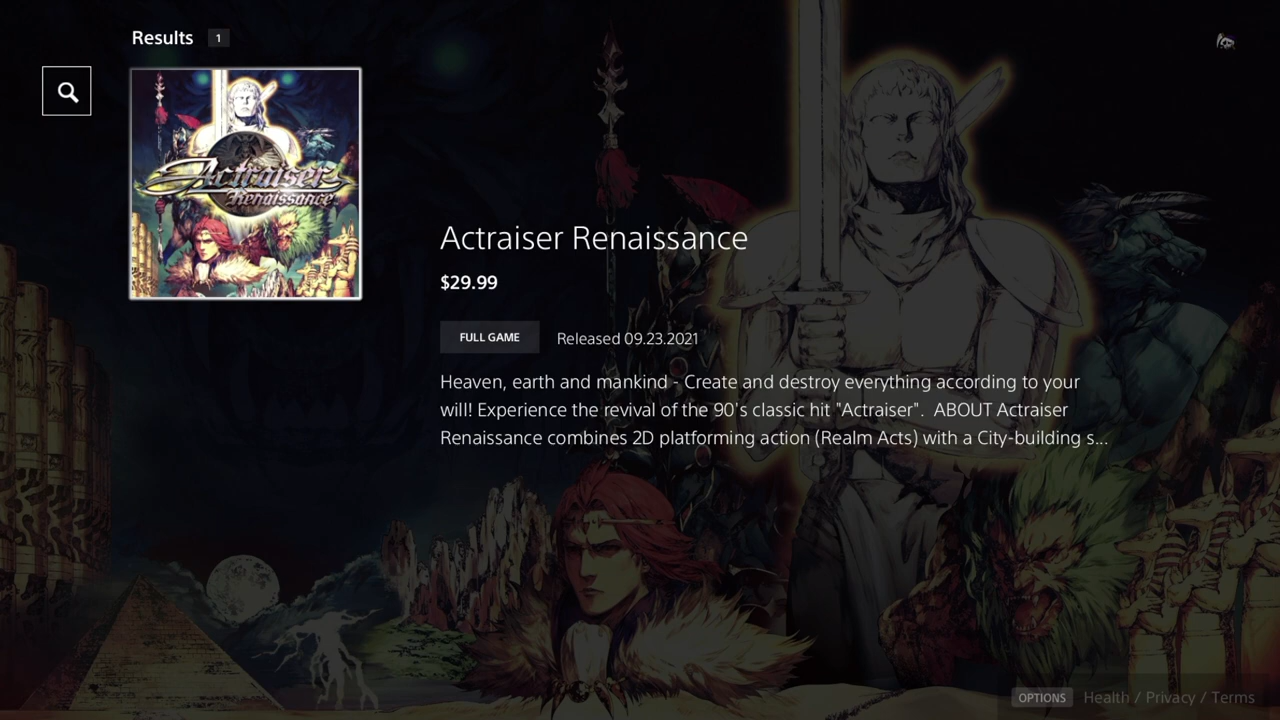 Results 1
Actraiser
Renaissance
Actraiser Renaissance
$29.99
FULL GAME Released 09.23.2021
Heaven, earth and mankind - Create and destroy everything according to your
will! Experience the revival of the 90's classic hit "Actraiser".  ABOUT Actraiser
Renaissance combines 2D platforming action (Realm Acts) with a City-building s...
OPTIONS Health / Privacy / Terms